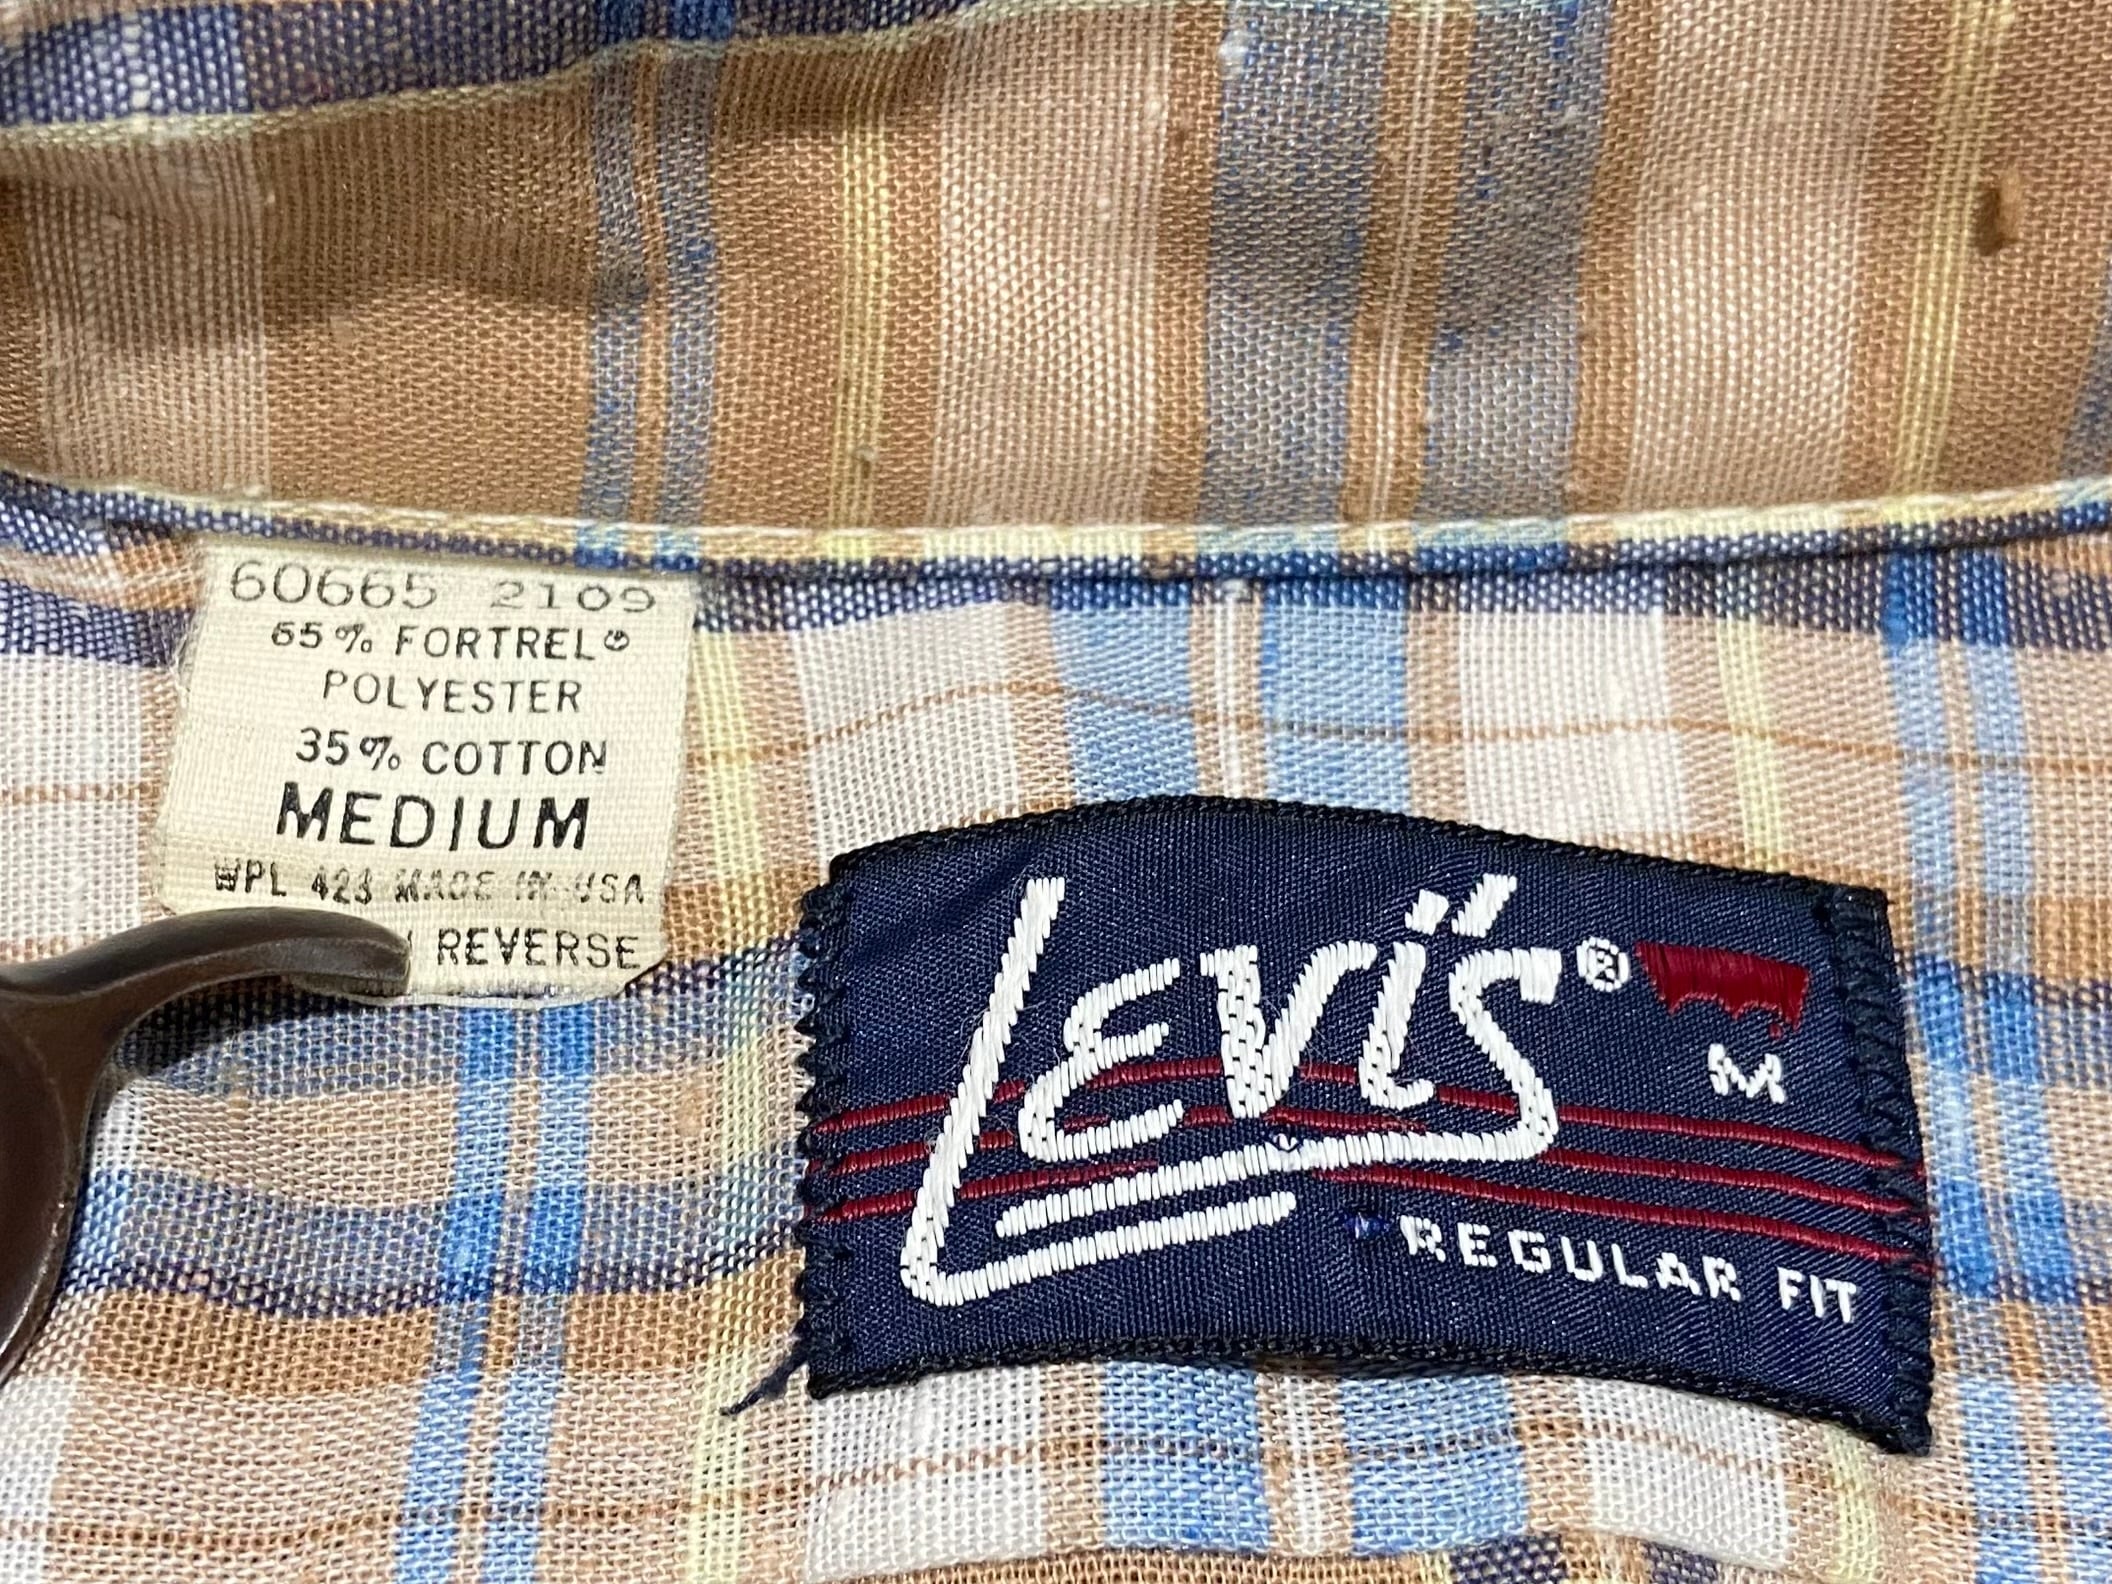 60665 2109
65% FORTREL®
POLYESTER
35% COTTON
MEDIUM
WPL 423 MADE IN USA
REVERSE
LEVI'S®
M
REGULAR FIT